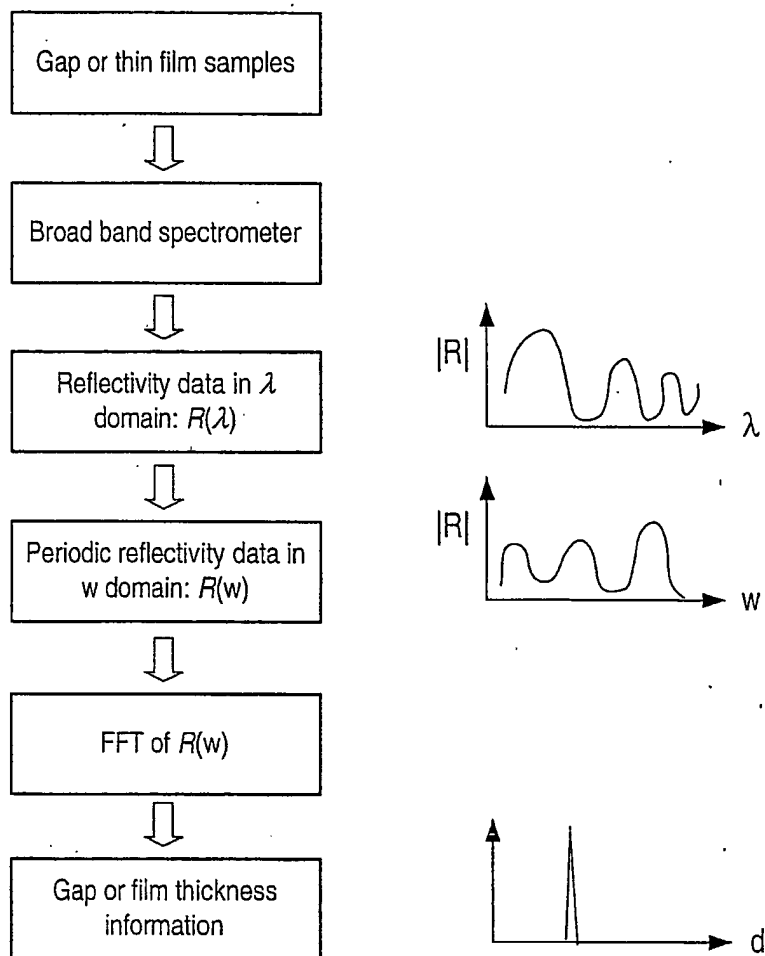 Gap or thin film samples
Broad band spectrometer
Reflectivity data in λ
domain: R(λ)
|R|
λ
Periodic reflectivity data in
w domain: R(w)
|R|
w
FFT of R(w)
Gap or film thickness
information
d